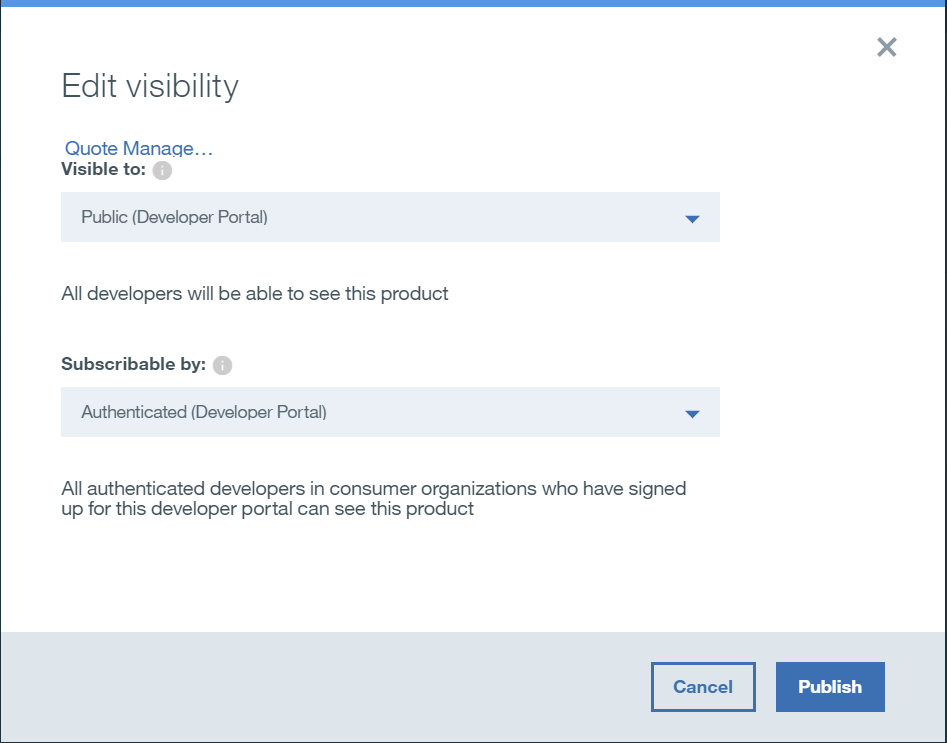 Edit visibility
Quote Manage...
Visible to:
Public (Developer Portal)
All developers will be able to see this product
Subscribable by:
Authenticated (Developer Portal)
All authenticated developers in consumer organizations who have signed
up for this developer portal can see this product
Cancel
Publish